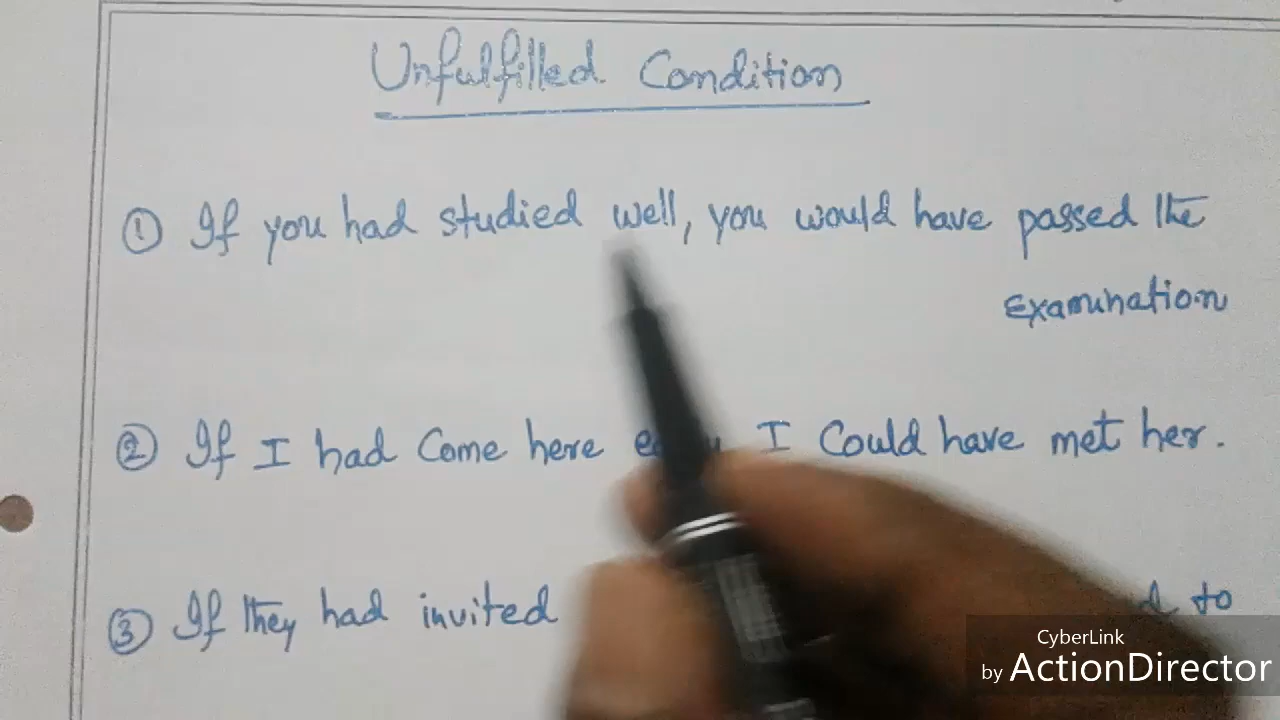 Unfulfilled Condition
① If you had studied well, you would have passed the
Examination
② If I had Come here I Could have met her.
③ If they had invited to
CyberLink
by ActionDirector